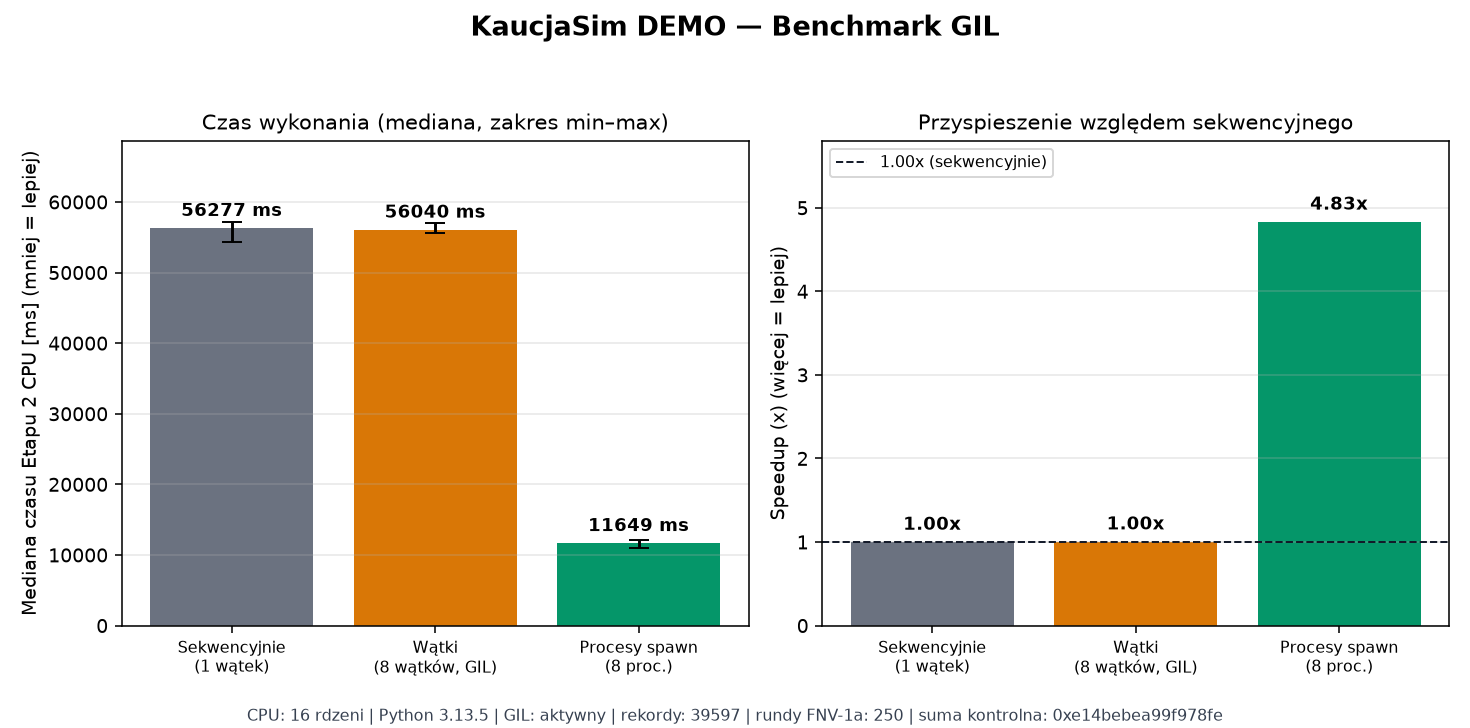 KaucjaSim DEMO — Benchmark GIL
Czas wykonania (mediana, zakres min–max)
Mediana czasu Etapu 2 CPU [ms] (mniej = lepiej)
60000
50000
40000
30000
20000
10000
0
56277 ms
56040 ms
11649 ms
Sekwencyjnie
(1 wątek)
Wątki
(8 wątków, GIL)
Procesy spawn
(8 proc.)
Przyspieszenie względem sekwencyjnego
1.00x (sekwencyjnie)
Speedup (x) (więcej = lepiej)
5
4
3
2
1
0
1.00x
1.00x
4.83x
Sekwencyjnie
(1 wątek)
Wątki
(8 wątków, GIL)
Procesy spawn
(8 proc.)
CPU: 16 rdzeni | Python 3.13.5 | GIL: aktywny | rekordy: 39597 | rundy FNV-1a: 250 | suma kontrolna: 0xe14bebea99f978fe